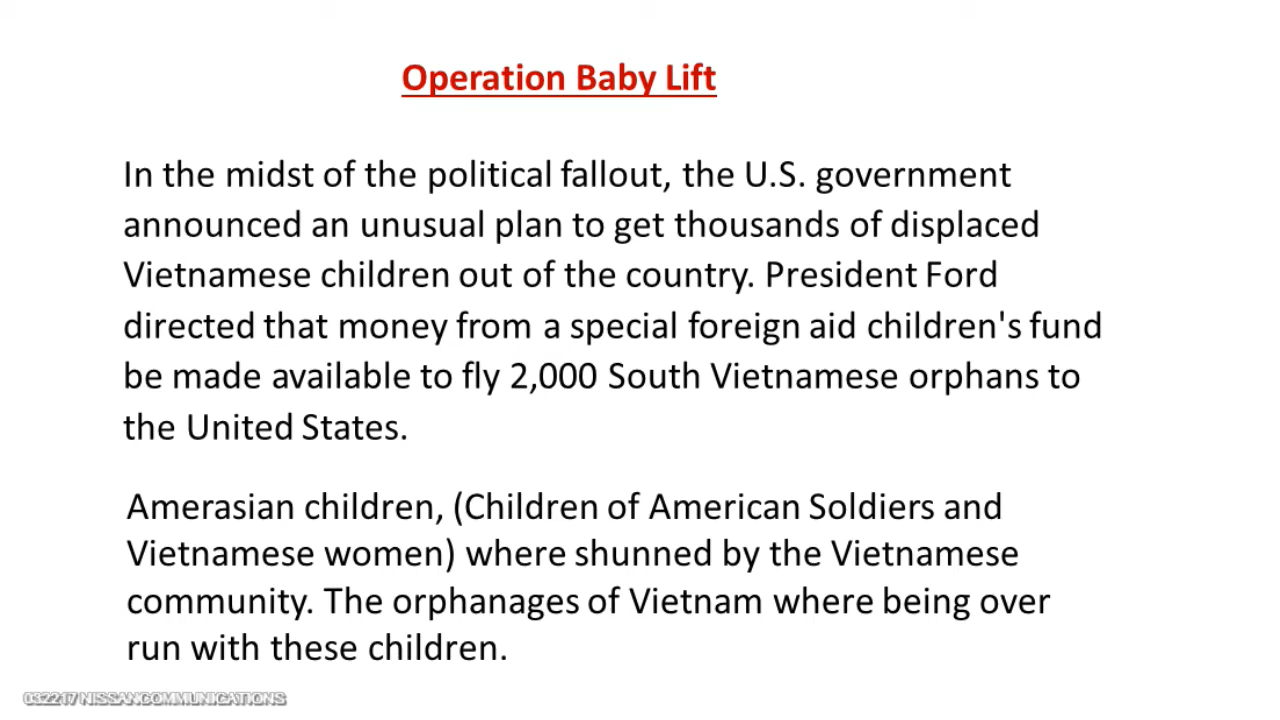 Operation Baby Lift
In the midst of the political fallout, the U.S. government
announced an unusual plan to get thousands of displaced
Vietnamese children out of the country. President Ford
directed that money from a special foreign aid children's fund
be made available to fly 2,000 South Vietnamese orphans to
the United States.
Amerasian children, (Children of American Soldiers and
Vietnamese women) where shunned by the Vietnamese
community. The orphanages of Vietnam where being over
run with these children.
032217 NISSANCOMMUNICATIONS